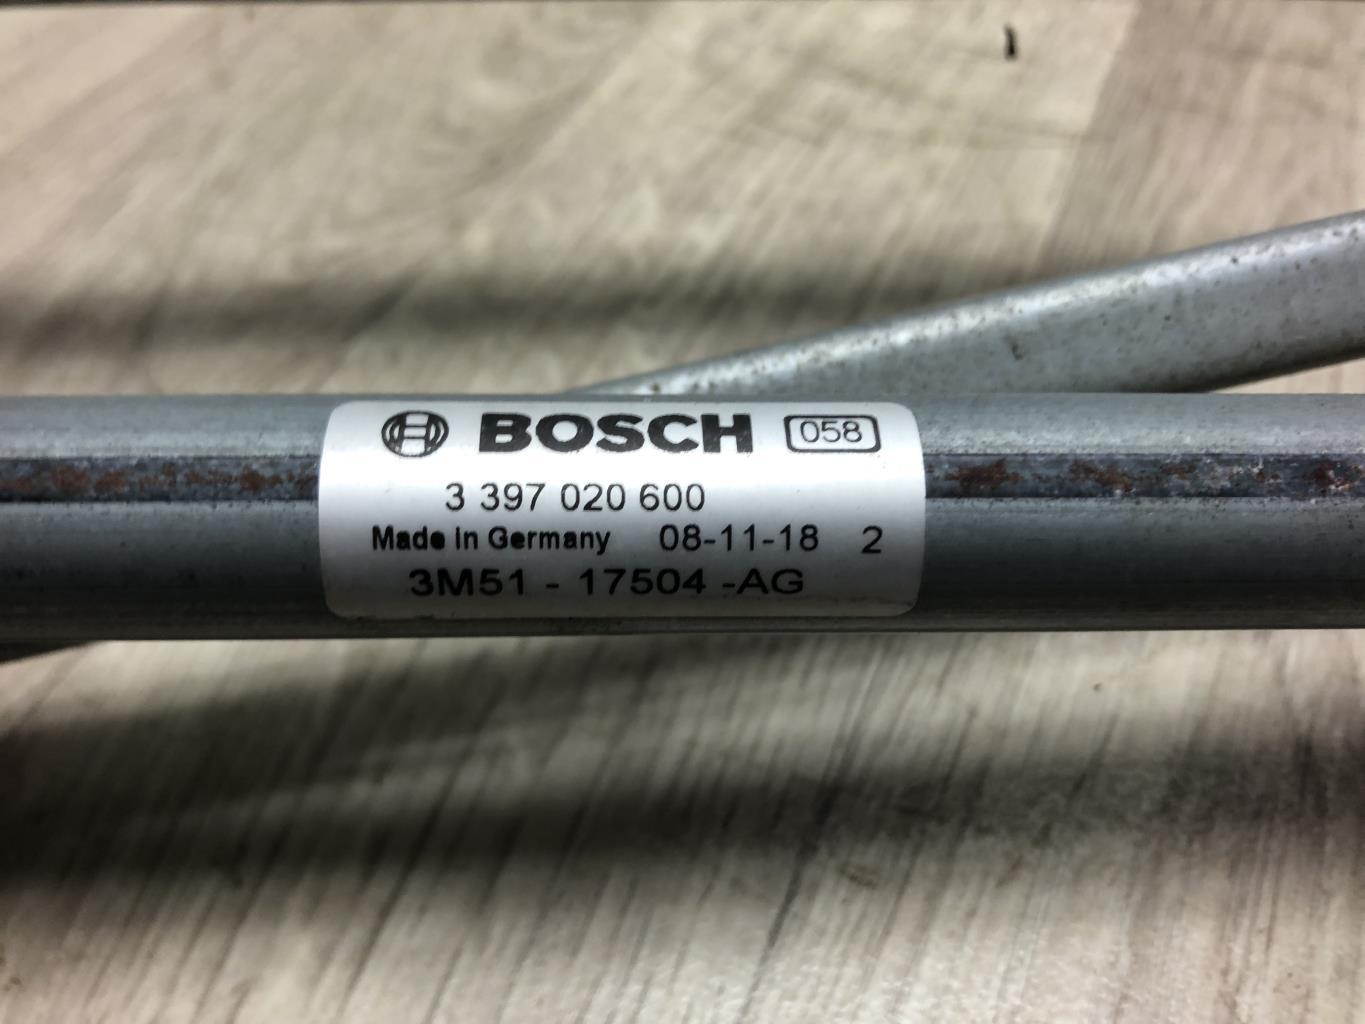 BOSCH 058
3 397 020 600
Made in Germany 08-11-18 2
3M51 - 17504 -AG